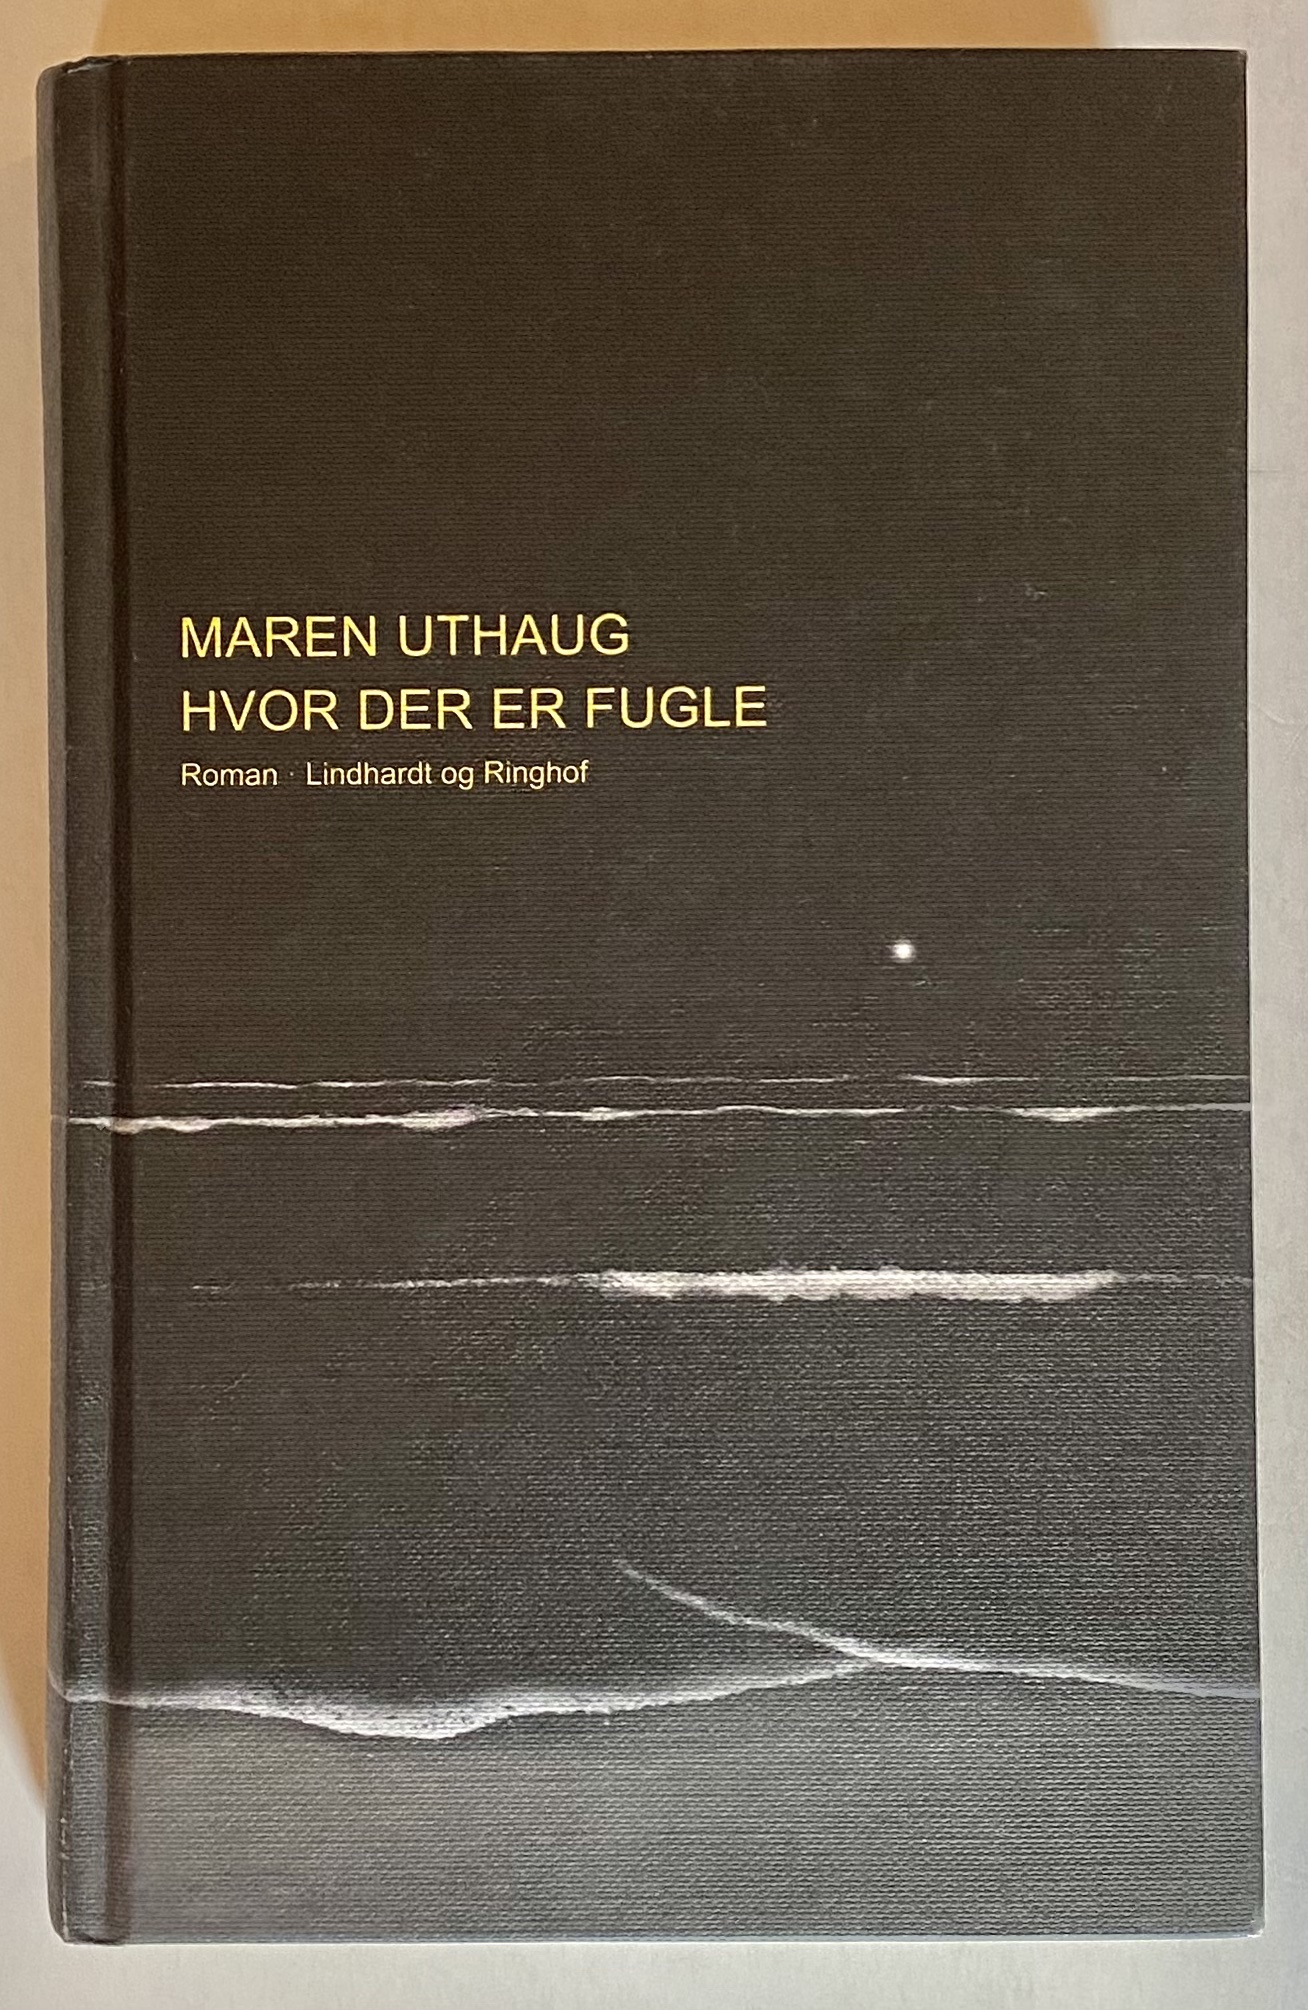 MAREN UTHAUG
HVOR DER ER FUGLE
Roman · Lindhardt og Ringhof